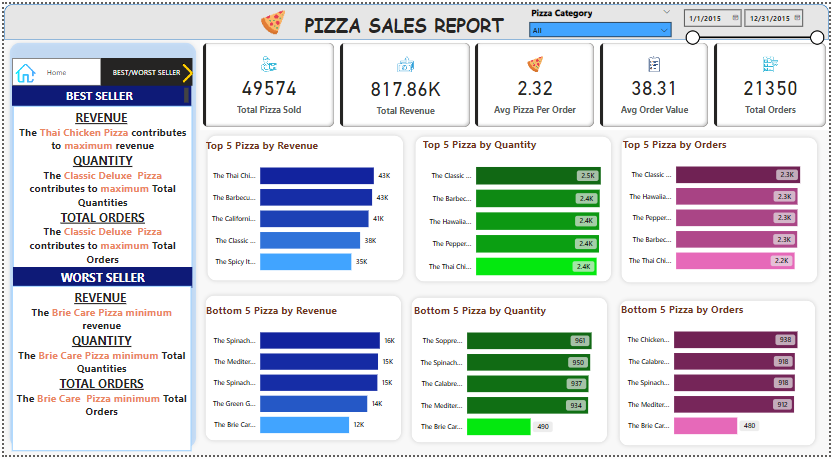 PIZZA SALES REPORT
Pizza Category
All
1/1/2015
12/31/2015
Home
BEST/WORST SELLER
BEST SELLER
REVENUE
The Thai Chicken Pizza contributes
to maximum revenue
QUANTITY
The Classic Deluxe Pizza
contributes to maximum Total
Quantities
TOTAL ORDERS
The Classic Deluxe Pizza
contributes to maximum Total
Orders
WORST SELLER
REVENUE
The Brie Care Pizza minimum
revenue
QUANTITY
The Brie Care Pizza minimum Total
Quantities
TOTAL ORDERS
The Brie Care Pizza minimum Total
Orders
49574
Total Pizza Sold
817.86K
Total Revenue
2.32
Avg Pizza Per Order
38.31
Avg Order Value
21350
Total Orders
Top 5 Pizza by Revenue
The Thai Chi... 43K
The Barbecu... 43K
The Californi... 41K
The Classic ... 38K
The Spicy It... 35K
Top 5 Pizza by Quantity
The Classic ... 2.5K
The Barbec... 2.4K
The Hawaiia... 2.4K
The Pepper... 2.4K
The Thai Chi... 2.4K
Top 5 Pizza by Orders
The Classic ... 2.3K
The Hawaiia... 2.3K
The Pepper... 2.3K
The Barbec... 2.3K
The Thai Chi... 2.2K
Bottom 5 Pizza by Revenue
The Spinach... 16K
The Mediter... 15K
The Spinach... 15K
The Green G... 14K
The Brie Car... 12K
Bottom 5 Pizza by Quantity
The Soppre... 961
The Spinach... 950
The Calabre... 937
The Mediter... 934
The Brie Car... 490
Bottom 5 Pizza by Orders
The Chicken... 938
The Calabre... 918
The Spinach... 918
The Mediter... 912
The Brie Car... 480